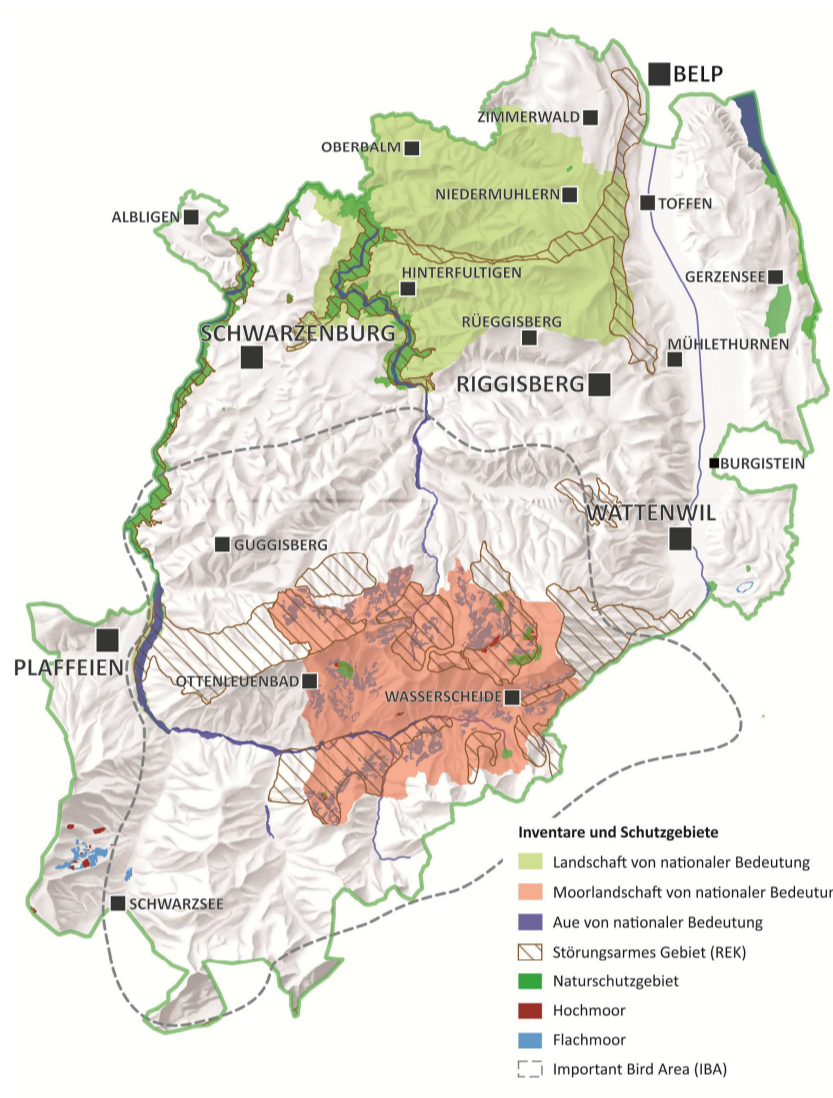 BELP
ZIMMERWALD
OBERBALM
NIEDERMUHLERN
ALBLIGEN
TOFFEN
HINTERFULTIGEN
GERZENSEE
RÜEGGISBERG
SCHWARZENBURG
MÜHLETHURNEN
RIGGISBERG
BURGISTEIN
WATTENWIL
GUGGISBERG
PLAFFEIEN
OTTENLEUENBAD
WASSERSCHEIDE
SCHWARZSEE
Inventare und Schutzgebiete
Landschaft von nationaler Bedeutung
Moorlandschaft von nationaler Bedeutun
Aue von nationaler Bedeutung
Störungsarmes Gebiet (REK)
Naturschutzgebiet
Hochmoor
Flachmoor
Important Bird Area (IBA)